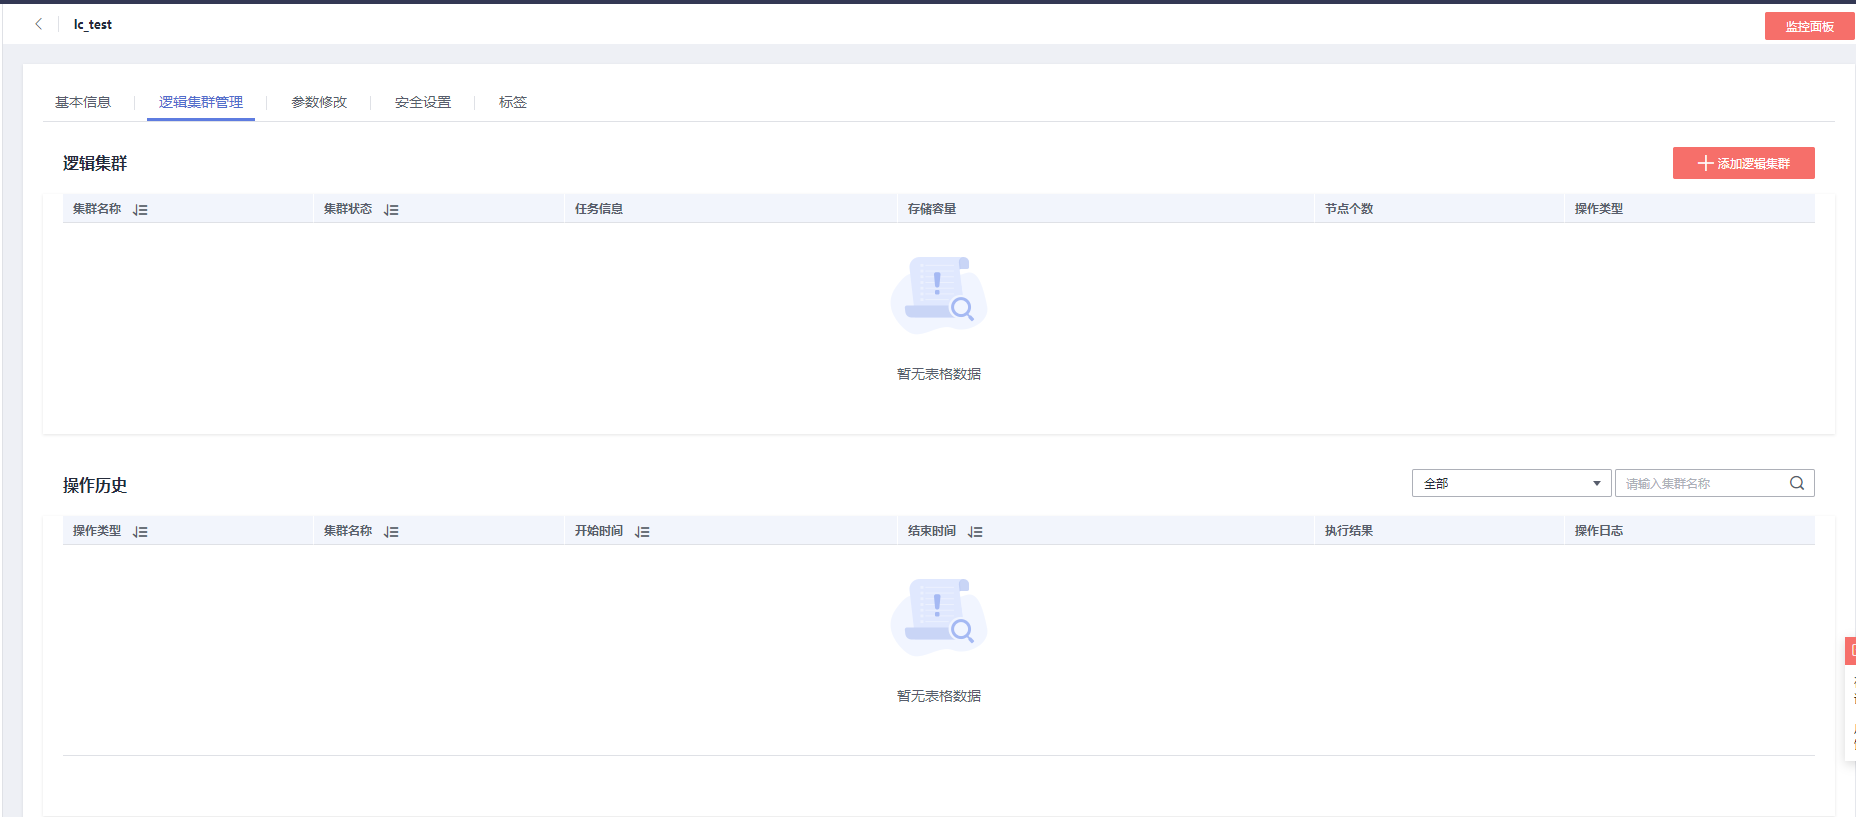 lc_test
监控面板
基本信息 逻辑集群管理 参数修改 安全设置 标签
逻辑集群
添加逻辑集群
集群名称 集群状态 任务信息 存储容量 节点个数 操作类型
暂无表格数据
操作历史
全部 请输入集群名称
操作类型 集群名称 开始时间 结束时间 执行结果 操作日志
暂无表格数据